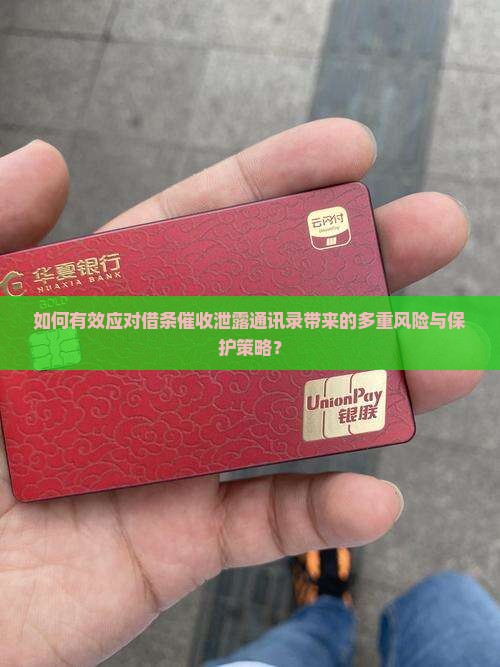 云闪付
UnionPay
华夏银行
HUAXIA BANK
GOLD
如何有效应对借条催收泄露通讯录带来的多重风险与保
护策略？
UnionPay
银联